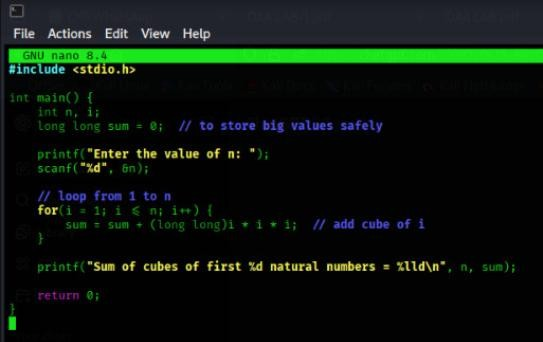 File Actions Edit View Help
GNU nano 8.4
#include <stdio.h>
int main() {
    int n, i;
    long long sum = 0;  // to store big values safely
    printf("Enter the value of n: ");
    scanf("%d", &n);
    // loop from 1 to n
    for(i = 1; i ≤ n; i++) {
        sum = sum + (long long)i * i * i;  // add cube of i
    }
    printf("Sum of cubes of first %d natural numbers = %lld\n", n, sum);
    return 0;
}